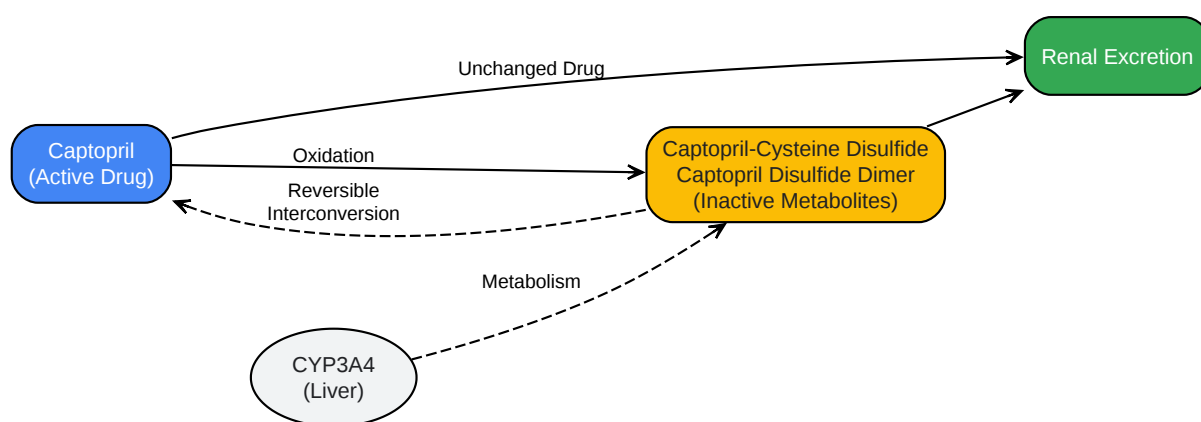 Renal Excretion
Unchanged Drug
Captopril
(Active Drug)
Oxidation
Captopril-Cysteine Disulfide
Captopril Disulfide Dimer
(Inactive Metabolites)
Reversible
Interconversion
Metabolism
CYP3A4
(Liver)